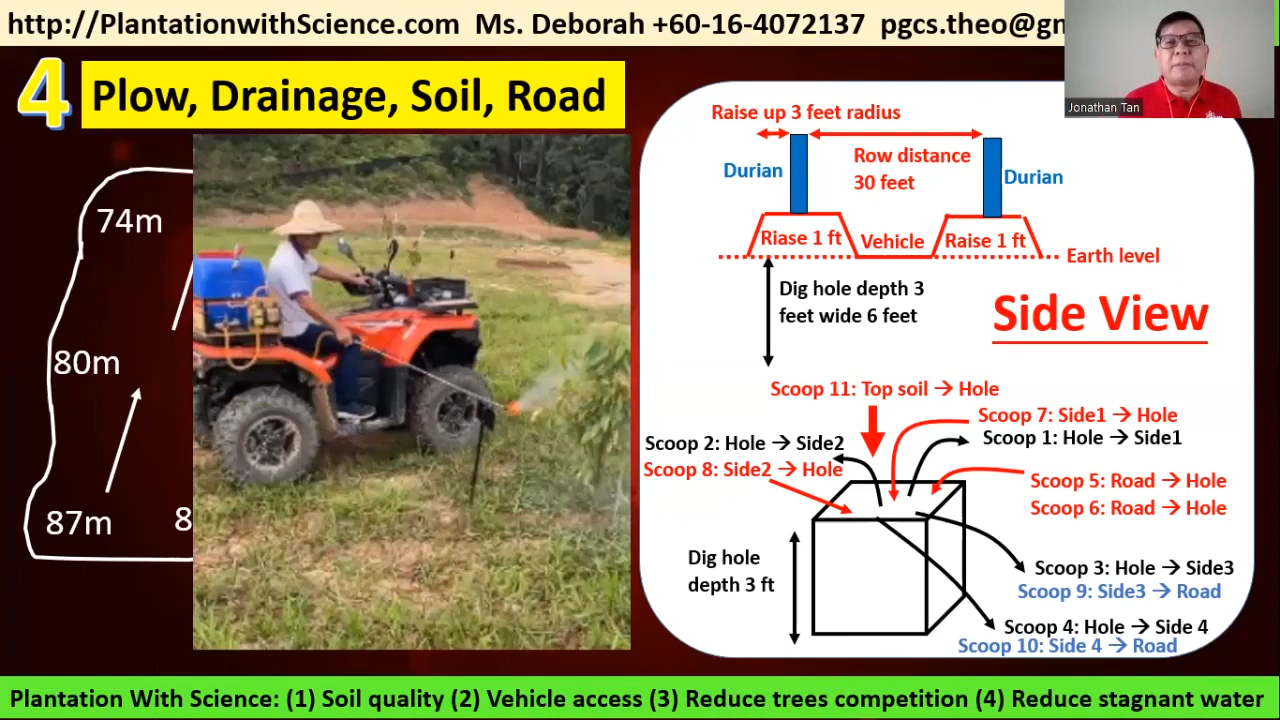 http://PlantationwithScience.com Ms. Deborah +60-16-4072137 pgcs.theo@gm
Jonathan Tan
4 Plow, Drainage, Soil, Road
74m
80m
87m 8
Raise up 3 feet radius
Row distance
30 feet
Durian
Durian
Riase 1 ft
Vehicle
Raise 1 ft
Earth level
Dig hole depth 3
feet wide 6 feet
Side View
Scoop 11: Top soil → Hole
Scoop 7: Side1 → Hole
Scoop 1: Hole → Side1
Scoop 2: Hole → Side2
Scoop 8: Side2 → Hole
Scoop 5: Road → Hole
Scoop 6: Road → Hole
Dig hole
depth 3 ft
Scoop 3: Hole → Side3
Scoop 9: Side3 → Road
Scoop 4: Hole → Side 4
Scoop 10: Side 4 → Road
Plantation With Science: (1) Soil quality (2) Vehicle access (3) Reduce trees competition (4) Reduce stagnant water